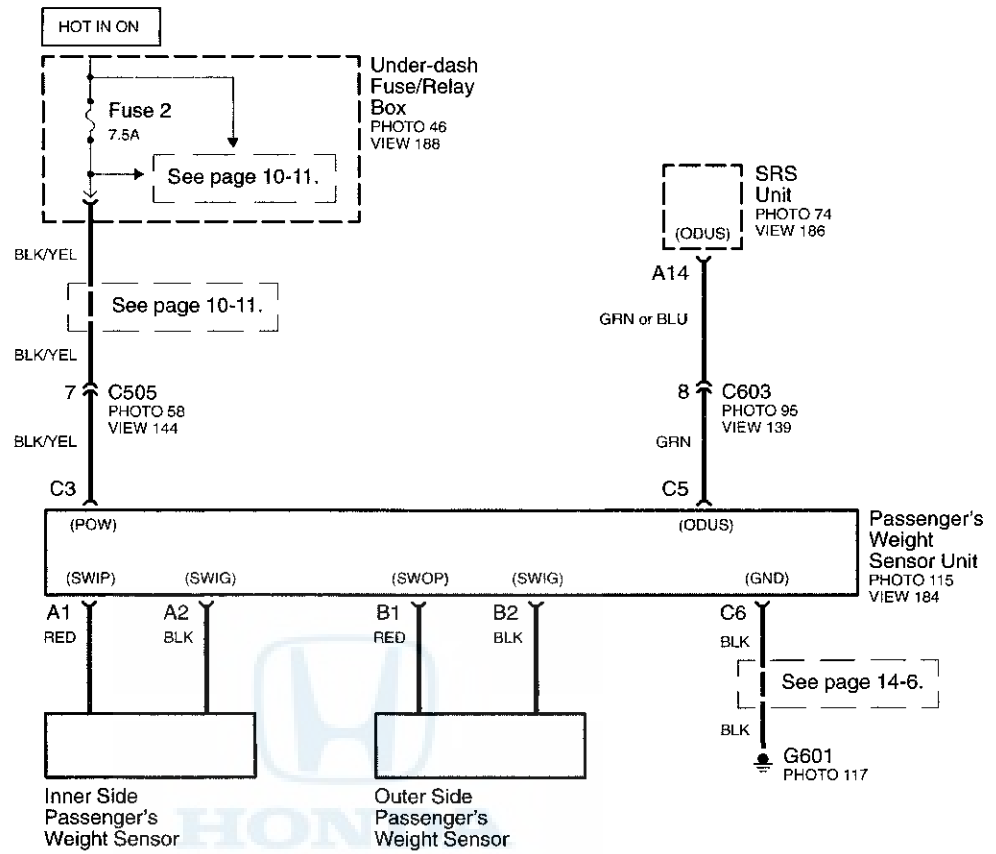 HOT IN ON
Under-dash
Fuse/Relay
Box
PHOTO 46
VIEW 188
Fuse 2
7.5A
See page 10-11.
SRS
Unit
PHOTO 74
VIEW 186
(ODUS)
A14
BLK/YEL
See page 10-11.
GRN or BLU
BLK/YEL
7
C505
PHOTO 58
VIEW 144
8
C603
PHOTO 95
VIEW 139
BLK/YEL
GRN
C3
C5
(POW)
(ODUS)
Passenger's
Weight
Sensor Unit
PHOTO 115
VIEW 184
(SWIP)
(SWIG)
(SWOP)
(SWIG)
(GND)
A1
A2
B1
B2
C6
RED
BLK
RED
BLK
BLK
See page 14-6.
BLK
G601
PHOTO 117
Inner Side
Passenger's
Weight Sensor
Outer Side
Passenger's
Weight Sensor
HONDA